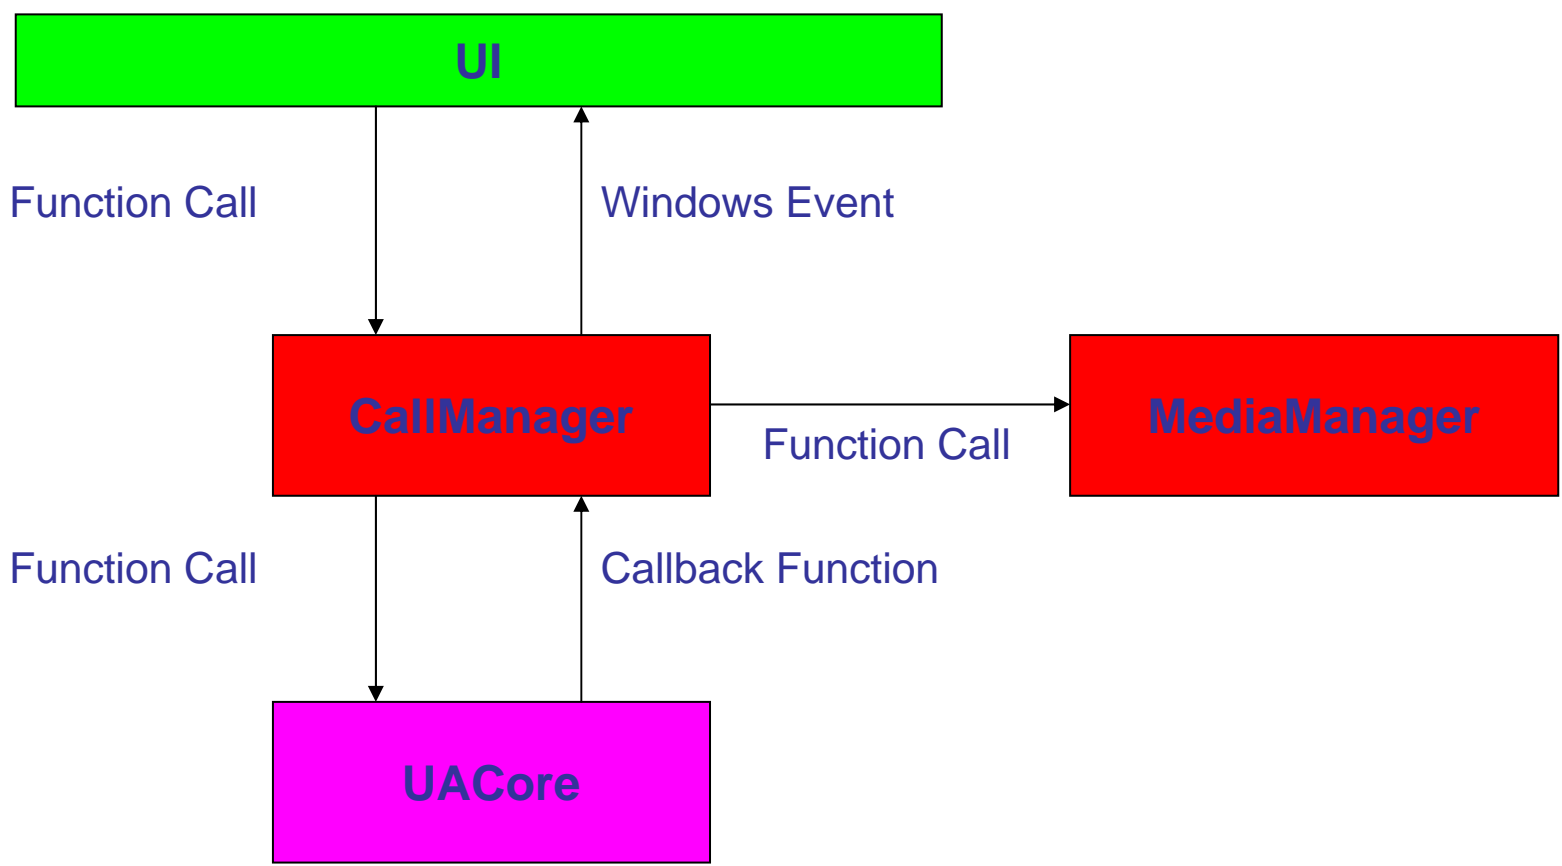 UI
Function Call
Windows Event
CallManager
MediaManager
Function Call
Function Call
Callback Function
UACore